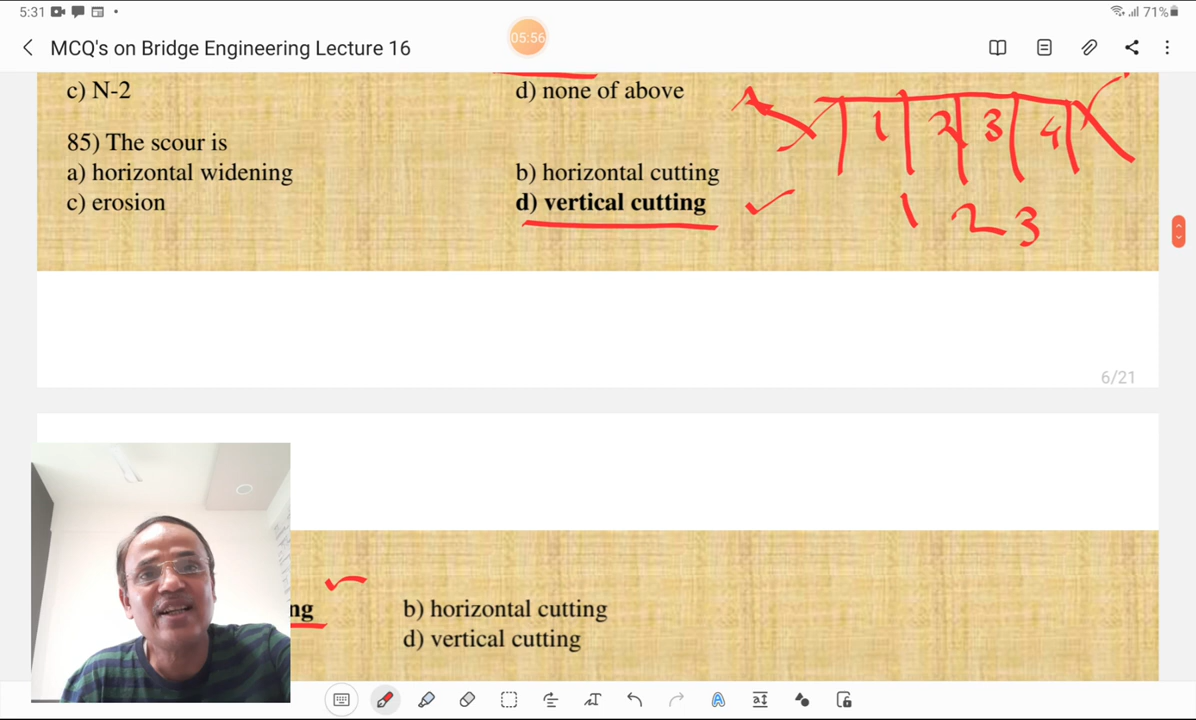 5:31
71%
05:56
MCQ's on Bridge Engineering Lecture 16
c) N-2
d) none of above
1 2 3 4
85) The scour is
a) horizontal widening
b) horizontal cutting
c) erosion
d) vertical cutting
1 2 3
6/21
ng
b) horizontal cutting
d) vertical cutting